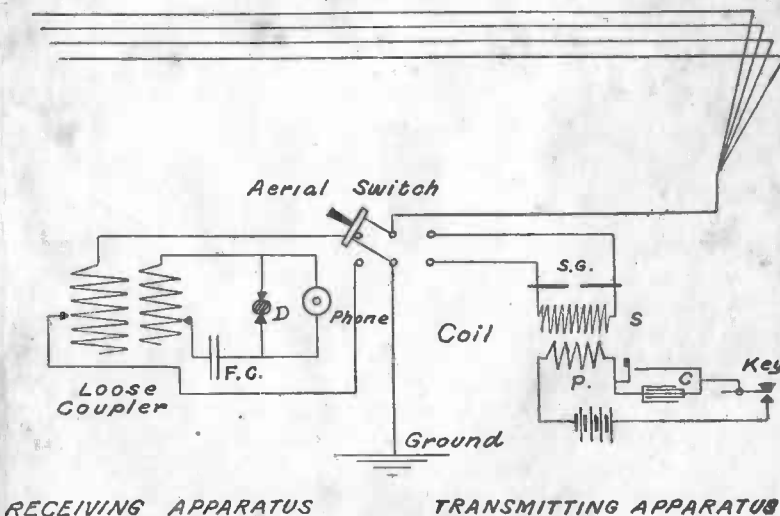 Aerial Switch
S.G.
D
Phone
Coil
S
F.C.
P.
C
Key
Loose
Coupler
Ground
RECEIVING APPARATUS
TRANSMITTING APPARATUS